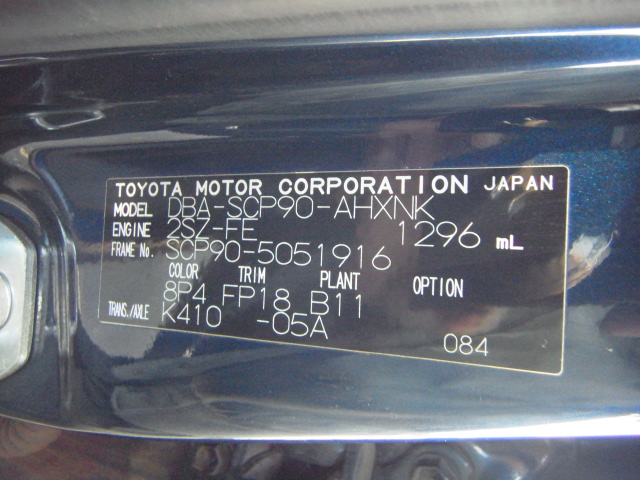 TOYOTA MOTOR CORPORATION JAPAN
MODEL DBA-SCP90-AHXNK
ENGINE 2SZ-FE 1296 mL
FRAME No. SCP90-5051916
COLOR TRIM PLANT OPTION
8P4 FP18 B11
TRANS./AXLE K410 -05A
084